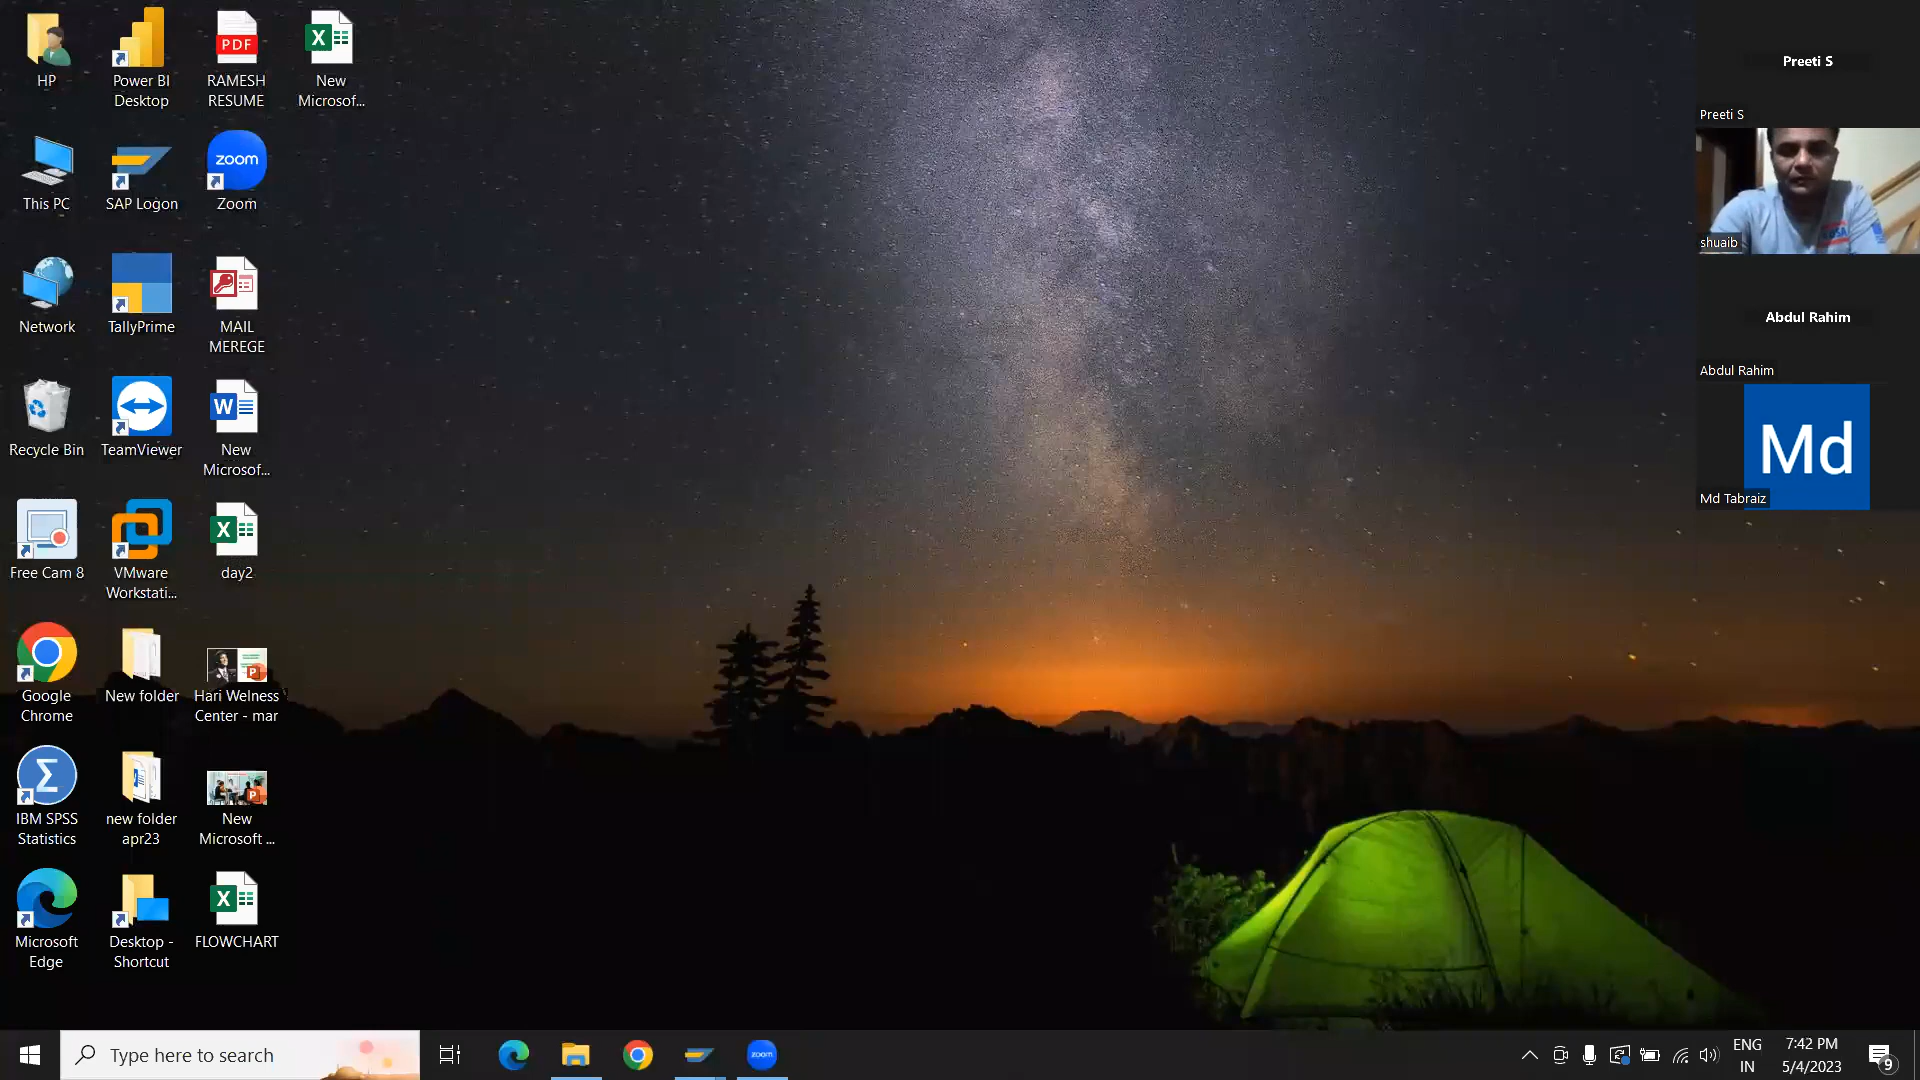 HP
Power BI
Desktop
PDF
RAMESH
RESUME
X
New
Microsof...
This PC
SAP Logon
zoom
Zoom
Network
TallyPrime
MAIL
MEREGE
Recycle Bin
TeamViewer
W
New
Microsof...
Free Cam 8
VMware
Workstati...
X
day2
Google
Chrome
New folder
P
Hari Welness
Center - mar
Σ
IBM SPSS
Statistics
new folder
apr23
P
New
Microsoft ...
Microsoft
Edge
Desktop -
Shortcut
X
FLOWCHART
Preeti S
Preeti S
shuaib
Abdul Rahim
Abdul Rahim
Md
Md Tabraiz
Type here to search
zoom
ENG
IN
7:42 PM
5/4/2023
9